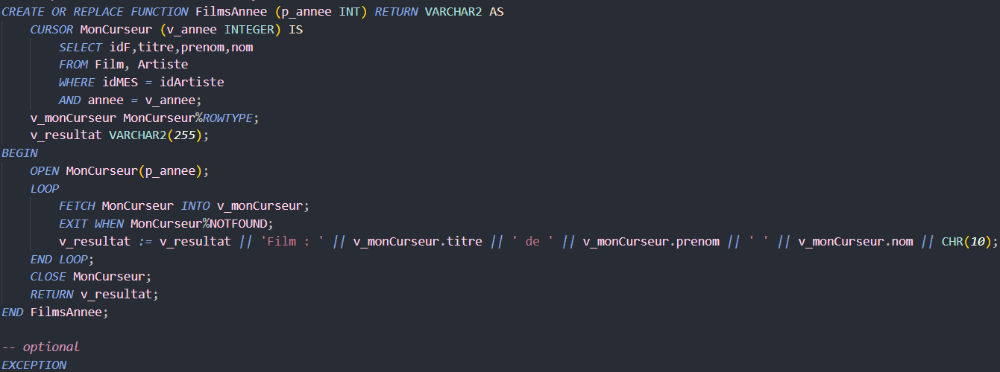 CREATE OR REPLACE FUNCTION FilmsAnnee (p_annee INT) RETURN VARCHAR2 AS
    CURSOR MonCurseur (v_annee INTEGER) IS
        SELECT idF,titre,prenom,nom
        FROM Film, Artiste
        WHERE idMES = idArtiste
        AND annee = v_annee;
    v_monCurseur MonCurseur%ROWTYPE;
    v_resultat VARCHAR2(255);
BEGIN
    OPEN MonCurseur(p_annee);
    LOOP
        FETCH MonCurseur INTO v_monCurseur;
        EXIT WHEN MonCurseur%NOTFOUND;
        v_resultat := v_resultat || 'Film : ' || v_monCurseur.titre || ' de ' || v_monCurseur.prenom || ' ' || v_monCurseur.nom || CHR(10);
    END LOOP;
    CLOSE MonCurseur;
    RETURN v_resultat;
END FilmsAnnee;

-- optional
EXCEPTION